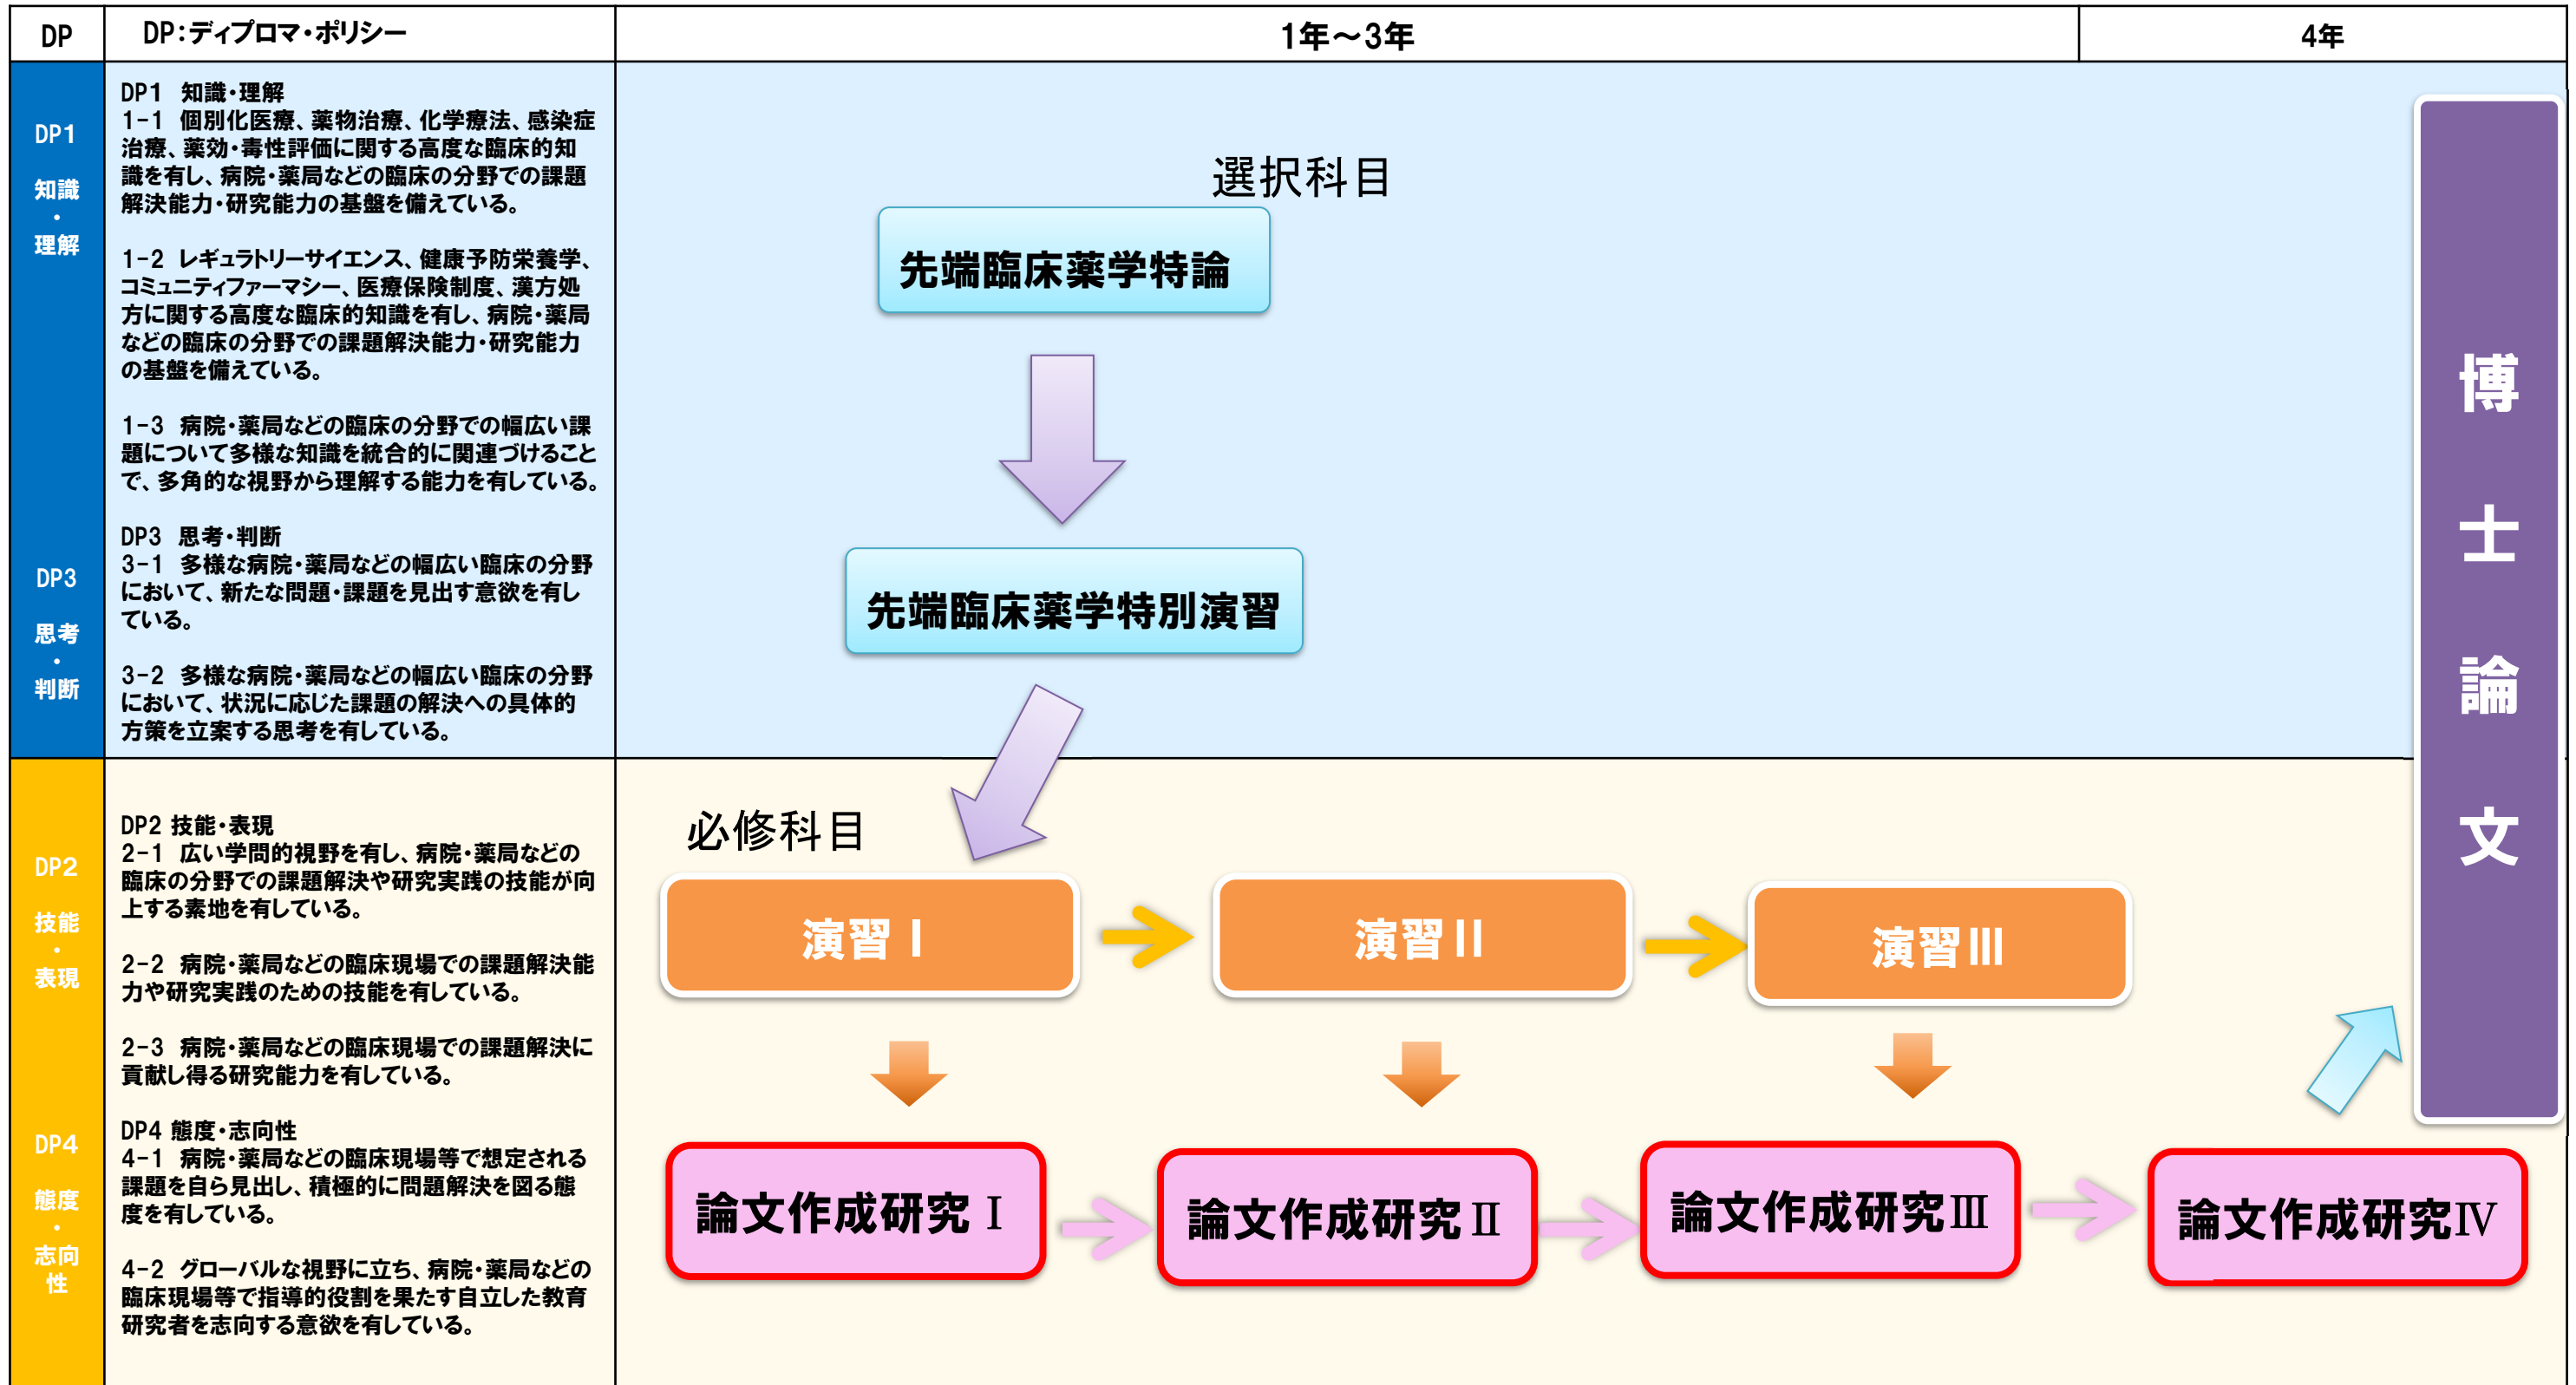 DP
DP：ディプロマ・ポリシー
1年～3年
4年
DP1
知識
・
理解
DP3
思考
・
判断
DP1　知識・理解
1-1 個別化医療、薬物治療、化学療法、感染症
治療、薬効・毒性評価に関する高度な臨床的知
識を有し、病院・薬局などの臨床の分野での課題
解決能力・研究能力の基盤を備えている。
1-2 レギュラトリーサイエンス、健康予防栄養学、
コミュニティファーマシー、医療保険制度、漢方処
方に関する高度な臨床的知識を有し、病院・薬局
などの臨床の分野での課題解決能力・研究能力
の基盤を備えている。
1-3 病院・薬局などの臨床の分野での幅広い課
題について多様な知識を統合的に関連づけること
で、多角的な視野から理解する能力を有している。
DP3　思考・判断
3-1 多様な病院・薬局などの幅広い臨床の分野
において、新たな問題・課題を見出す意欲を有し
ている。
3-2 多様な病院・薬局などの幅広い臨床の分野
において、状況に応じた課題の解決への具体的
方策を立案する思考を有している。
選択科目
先端臨床薬学特論
先端臨床薬学特別演習
博
士
論
文
DP2
技能
・
表現
DP4
態度
・
志向
性
DP2 技能・表現
2-1 広い学問的視野を有し、病院・薬局などの
臨床の分野での課題解決や研究実践の技能が向
上する素地を有している。
2-2 病院・薬局などの臨床現場での課題解決能
力や研究実践のための技能を有している。
2-3 病院・薬局などの臨床現場での課題解決に
貢献し得る研究能力を有している。
DP4 態度・志向性
4-1 病院・薬局などの臨床現場等で想定される
課題を自ら見出し、積極的に問題解決を図る態
度を有している。
4-2 グローバルな視野に立ち、病院・薬局などの
臨床現場等で指導的役割を果たす自立した教育
研究者を志向する意欲を有している。
必修科目
演習Ⅰ
演習Ⅱ
演習Ⅲ
論文作成研究Ⅰ
論文作成研究Ⅱ
論文作成研究Ⅲ
論文作成研究Ⅳ